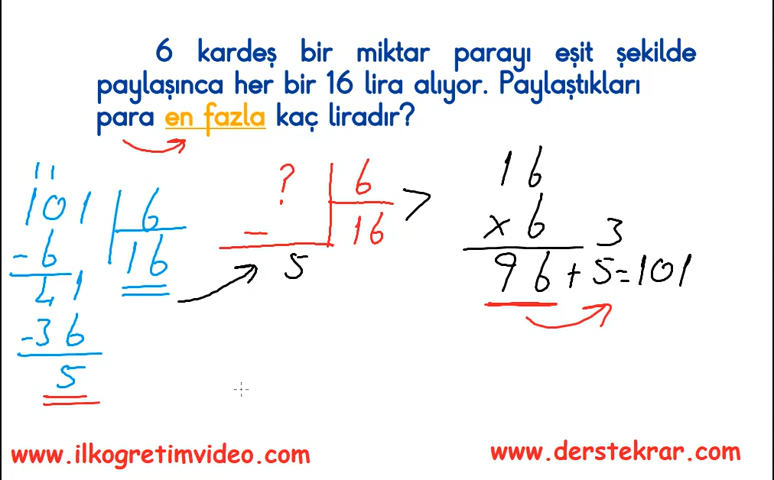 6 kardeş bir miktar parayı eşit şekilde
paylaşınca her bir 16 lira alıyor. Paylaştıkları
para en fazla kaç liradır?
11
101 | 6
- 6 16
41
-36
5
? | 6 >
- 16
5
16
x 6
3
96 + 5 = 101
www.ilkogretimvideo.com
www.derstekrar.com